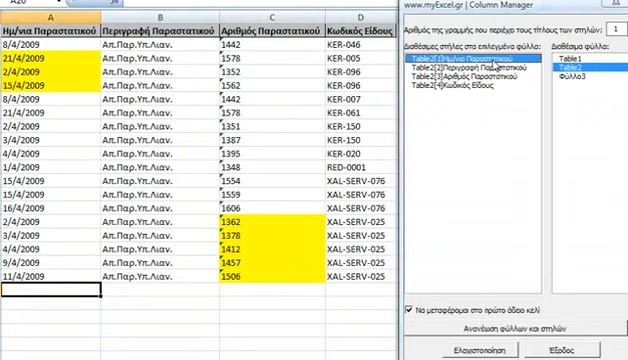 www.myExcel.gr | Column Manager
A B C D
Ημ/νια Παραστατικού Περιγραφή Παραστατικού Αριθμός Παραστατικού Κωδικός Είδους
8/4/2009 Απ.Παρ.Υπ.Λιαν. 1442 KER-046
21/4/2009 Απ.Παρ.Υπ.Λιαν. 1578 KER-005
2/4/2009 Απ.Παρ.Υπ.Λιαν. 1352 KER-096
15/4/2009 Απ.Παρ.Υπ.Λιαν. 1562 KER-096
8/4/2009 Απ.Παρ.Υπ.Λιαν. 1442 KER-007
21/4/2009 Απ.Παρ.Υπ.Λιαν. 1578 KER-061
2/4/2009 Απ.Παρ.Υπ.Λιαν. 1351 KER-150
3/4/2009 Απ.Παρ.Υπ.Λιαν. 1387 KER-150
4/4/2009 Απ.Παρ.Υπ.Λιαν. 1395 KER-020
1/4/2009 Απ.Παρ.Υπ.Λιαν. 1348 RED-0001
15/4/2009 Απ.Παρ.Υπ.Λιαν. 1554 XAL-SERV-076
15/4/2009 Απ.Παρ.Υπ.Λιαν. 1559 XAL-SERV-076
16/4/2009 Απ.Παρ.Υπ.Λιαν. 1606 XAL-SERV-076
2/4/2009 Απ.Παρ.Υπ.Λιαν. 1362 XAL-SERV-025
3/4/2009 Απ.Παρ.Υπ.Λιαν. 1378 XAL-SERV-025
4/4/2009 Απ.Παρ.Υπ.Λιαν. 1412 XAL-SERV-025
9/4/2009 Απ.Παρ.Υπ.Λιαν. 1457 XAL-SERV-025
11/4/2009 Απ.Παρ.Υπ.Λιαν. 1506 XAL-SERV-025
Αριθμός της γραμμής που περιέχει τους τίτλους των στηλών: 1
Διαθέσιμες στήλες στο επιλεγμένο φύλλο: Διαθέσιμα φύλλα:
Table2[1]Ημ/νια Παραστατικού Table1
Table2[2]Περιγραφή Παραστατικού Table2
Table2[3]Αριθμός Παραστατικού Φύλλο3
Table2[4]Κωδικός Είδους
Να μεταφέρομαι στο πρώτο άδειο κελί
Ανανέωση φύλλων και στηλών
Ελαχιστοποίηση Έξοδος